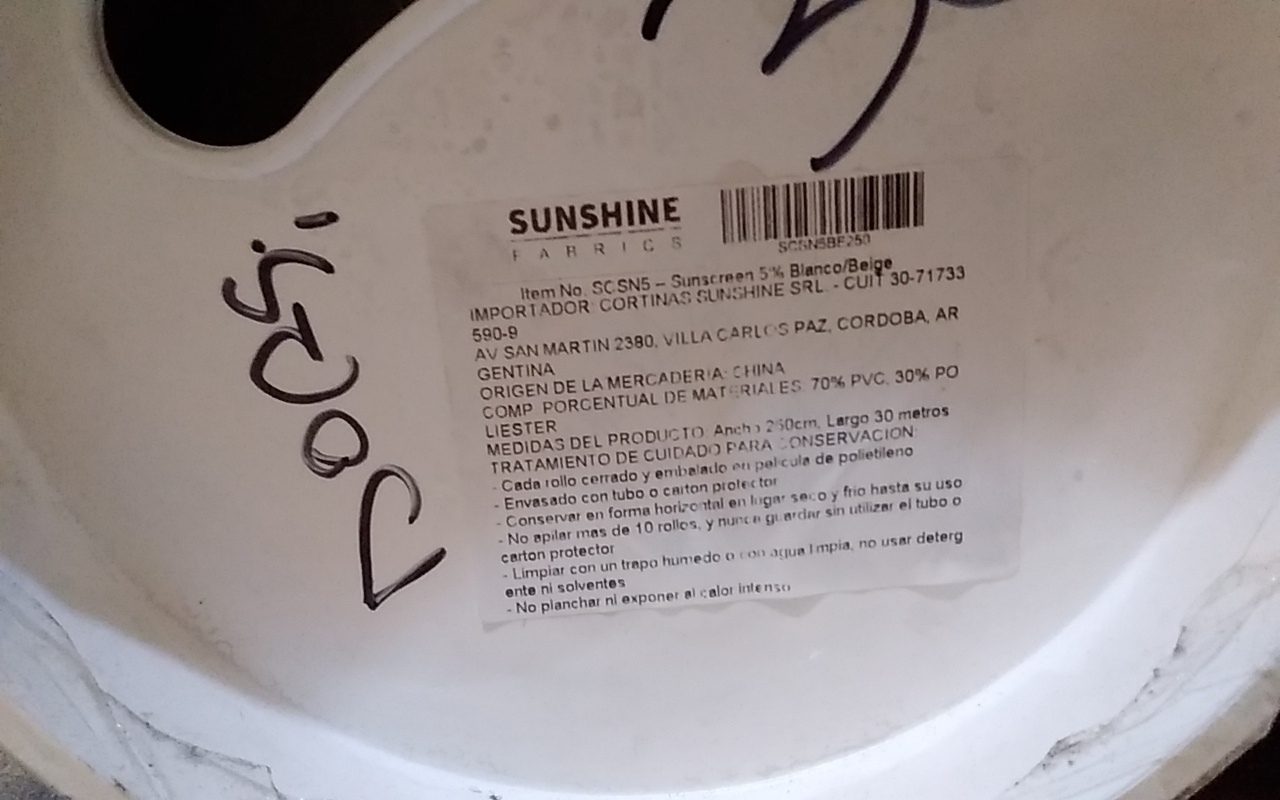 SUNSHINE
FABRICS
SCSN5BE250
Item No. SCSN5 – Sunscreen 5% Blanco/Beige
IMPORTADOR: CORTINAS SUNSHINE SRL. - CUIT 30-71733
590-9
AV SAN MARTIN 2380, VILLA CARLOS PAZ, CORDOBA, AR
GENTINA
ORIGEN DE LA MERCADERIA: CHINA
COMP. PORCENTUAL DE MATERIALES: 70% PVC, 30% PO
LIESTER
MEDIDAS DEL PRODUCTO: Ancho 250cm, Largo 30 metros
TRATAMIENTO DE CUIDADO PARA CONSERVACION:
- Cada rollo cerrado y embalado en pelicula de polietileno
- Envasado con tubo o carton protector
- Conservar en forma horizontal en lugar seco y frio hasta su uso
- No apilar mas de 10 rollos, y nunca guardar sin utilizar el tubo o
carton protector
- Limpiar con un trapo humedo o con agua limpia, no usar deterg
ente ni solventes
- No planchar ni exponer al calor intenso